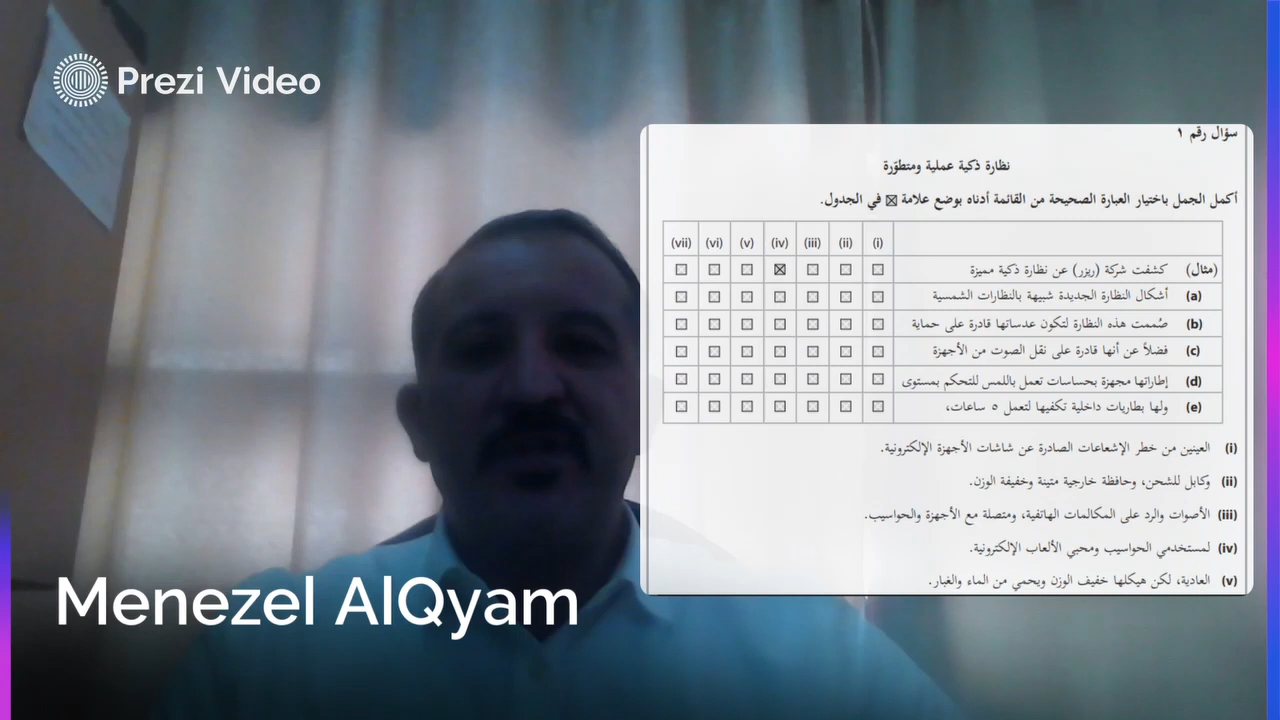 Prezi Video
سؤال رقم ١
نظارة ذكية عملية ومتطوّرة
أكمل الجمل باختيار العبارة الصحيحة من القائمة أدناه بوضع علامة ☒ في الجدول.
(i) (ii) (iii) (iv) (v) (vi) (vii)
(مثال) كشفت شركة (ريزر) عن نظارة ذكية مميزة
(a) أشكال النظارة الجديدة شبيهة بالنظارات الشمسية
(b) صُممت هذه النظارة لتكون عدساتها قادرة على حماية
(c) فضلاً عن أنها قادرة على نقل الصوت من الأجهزة
(d) إطاراتها مجهزة بحساسات تعمل باللمس للتحكم بمستوى
(e) ولها بطاريات داخلية تكفيها لتعمل ٥ ساعات،
(i) العينين من خطر الإشعاعات الصادرة عن شاشات الأجهزة الإلكترونية.
(ii) وكابل للشحن، وحافظة خارجية متينة وخفيفة الوزن.
(iii) الأصوات والرد على المكالمات الهاتفية، ومتصلة مع الأجهزة والحواسيب.
(iv) لمستخدمي الحواسيب ومحبي الألعاب الإلكترونية.
(v) العادية، لكن هيكلها خفيف الوزن ويحمي من الماء والغبار.
Menezel AlQyam